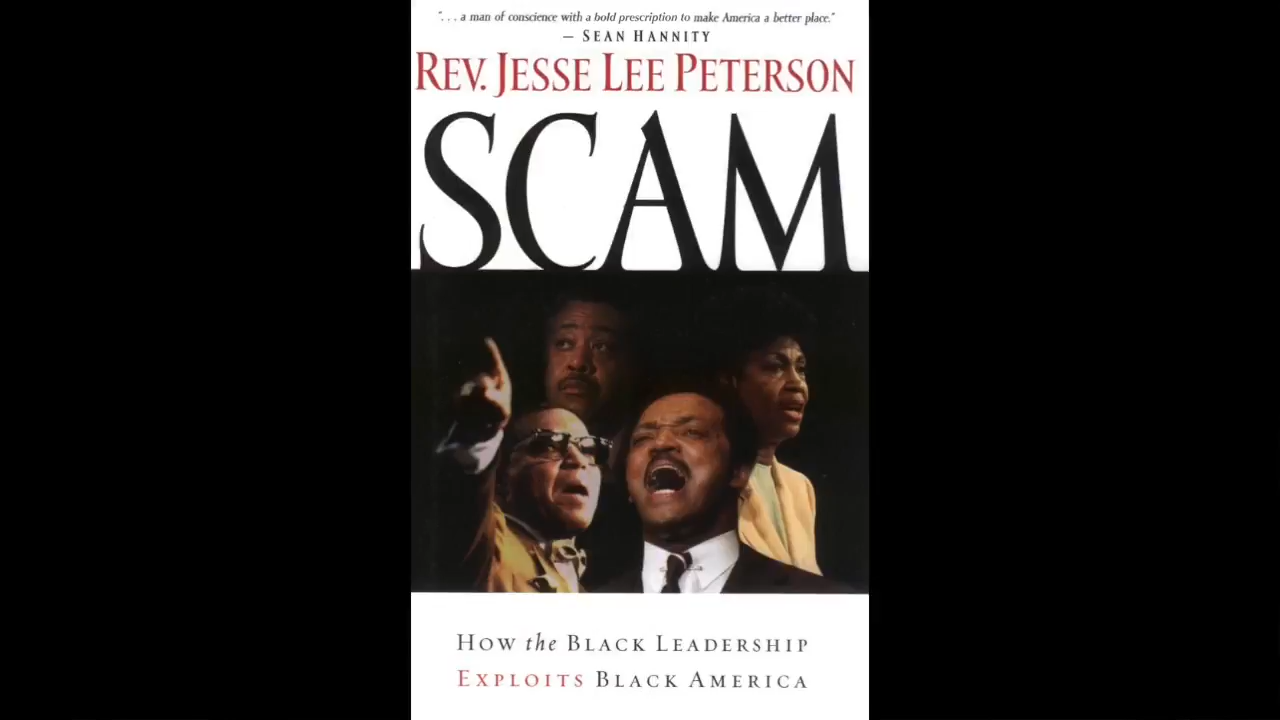 ". . . a man of conscience with a bold prescription to make America a better place."
— SEAN HANNITY
REV. JESSE LEE PETERSON
SCAM
HOW the BLACK LEADERSHIP
EXPLOITS BLACK AMERICA